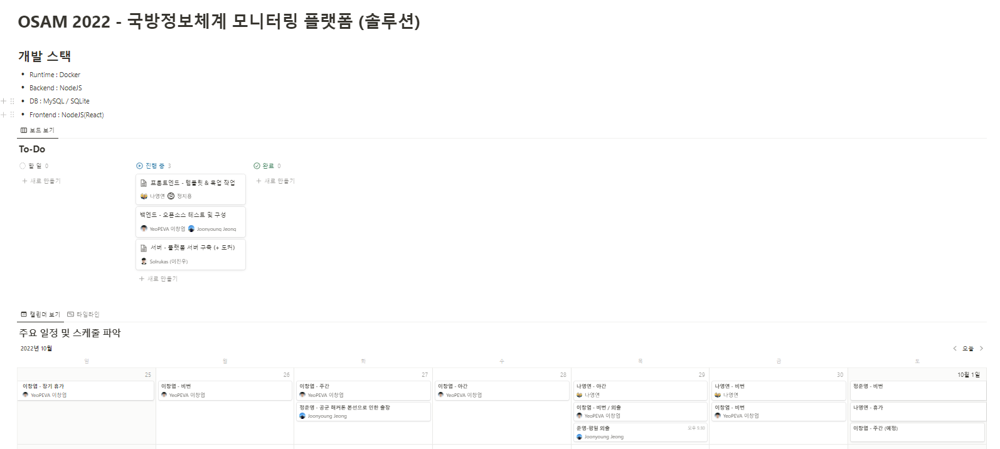 OSAM 2022 - 국방정보체계 모니터링 플랫폼 (솔루션)
개발 스택
• Runtime : Docker
• Backend : NodeJS
• DB : MySQL / SQLite
• Frontend : NodeJS(React)
보드 보기
To-Do
할 일 0
+ 새로 만들기
진행 중 3
프론트엔드 - 템플릿 & 목업 작업
나영연 정지용
백엔드 - 오픈소스 테스트 및 구성
YeoPEVA 이창엽 Joonyoung Jeong
서버 - 플랫폼 서버 구축 (+ 도커)
Solrukas (이진우)
+ 새로 만들기
완료 0
+ 새로 만들기
캘린더 보기 타임라인
주요 일정 및 스케줄 파악
2022년 10월
< 오늘 >
일 월 화 수 목 금 토
25
이창엽 - 장기 휴가
YeoPEVA 이창엽
26
이창엽 - 비번
YeoPEVA 이창엽
27
이창엽 - 주간
YeoPEVA 이창엽
정준영 - 공군 해커톤 본선으로 인한 출장
Joonyoung Jeong
28
이창엽 - 야간
YeoPEVA 이창엽
29
나영연 - 야간
나영연
이창엽 - 비번 / 외출
YeoPEVA 이창엽
준영-평일 외출 오후 5:30
Joonyoung Jeong
30
나영연 - 비번
나영연
이창엽 - 비번
YeoPEVA 이창엽
10월 1일
정준영 - 비번
나영연 - 휴가
이창엽 - 주간 (예정)